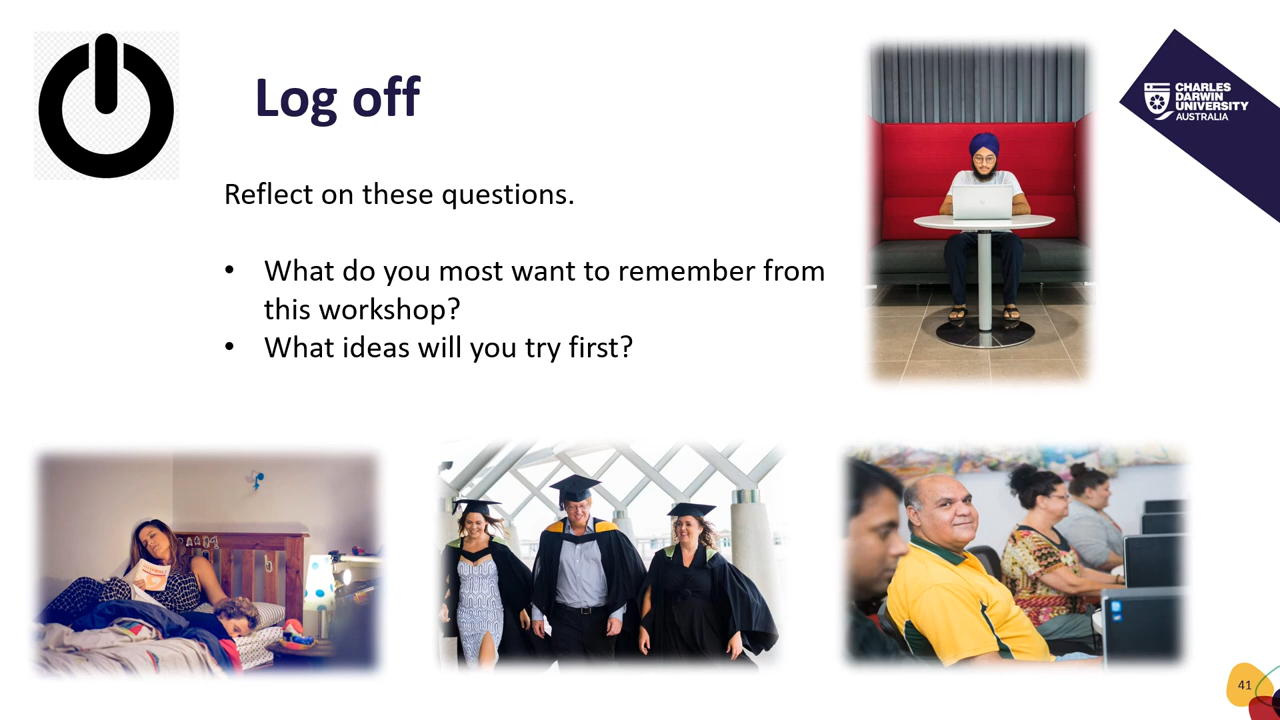 Log off
CHARLES
DARWIN
UNIVERSITY
AUSTRALIA
Reflect on these questions.
• What do you most want to remember from
this workshop?
• What ideas will you try first?
41